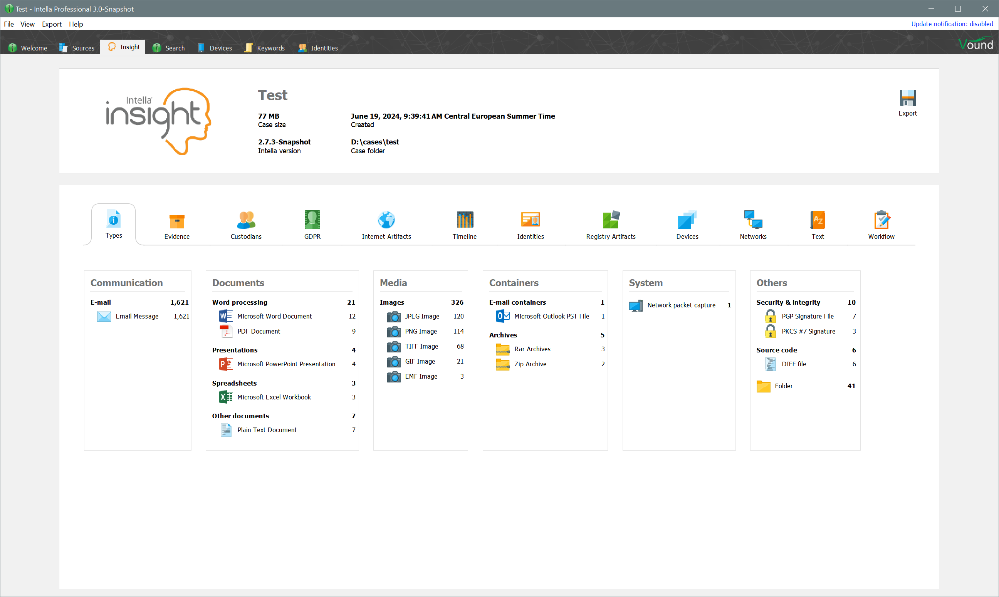 Test - Intella Professional 3.0-Snapshot
File View Export Help
Update notification: disabled
Welcome Sources Insight Search Devices Keywords Identities
Vound
Intella®
insight
Test
77 MB
Case size
June 19, 2024, 9:39:41 AM Central European Summer Time
Created
2.7.3-Snapshot
Intella version
D:\cases\test
Case folder
Export
Types Evidence Custodians GDPR Internet Artifacts Timeline Identities Registry Artifacts Devices Networks Text Workflow
Communication
E-mail 1,621
Email Message 1,621
Documents
Word processing 21
Microsoft Word Document 12
PDF Document 9
Presentations 4
Microsoft PowerPoint Presentation 4
Spreadsheets 3
Microsoft Excel Workbook 3
Other documents 7
Plain Text Document 7
Media
Images 326
JPEG Image 120
PNG Image 114
TIFF Image 68
GIF Image 21
EMF Image 3
Containers
E-mail containers 1
Microsoft Outlook PST File 1
Archives 5
Rar Archives 3
Zip Archive 2
System
Network packet capture 1
Others
Security & integrity 10
PGP Signature File 7
PKCS #7 Signature 3
Source code 6
DIFF file 6
Folder 41